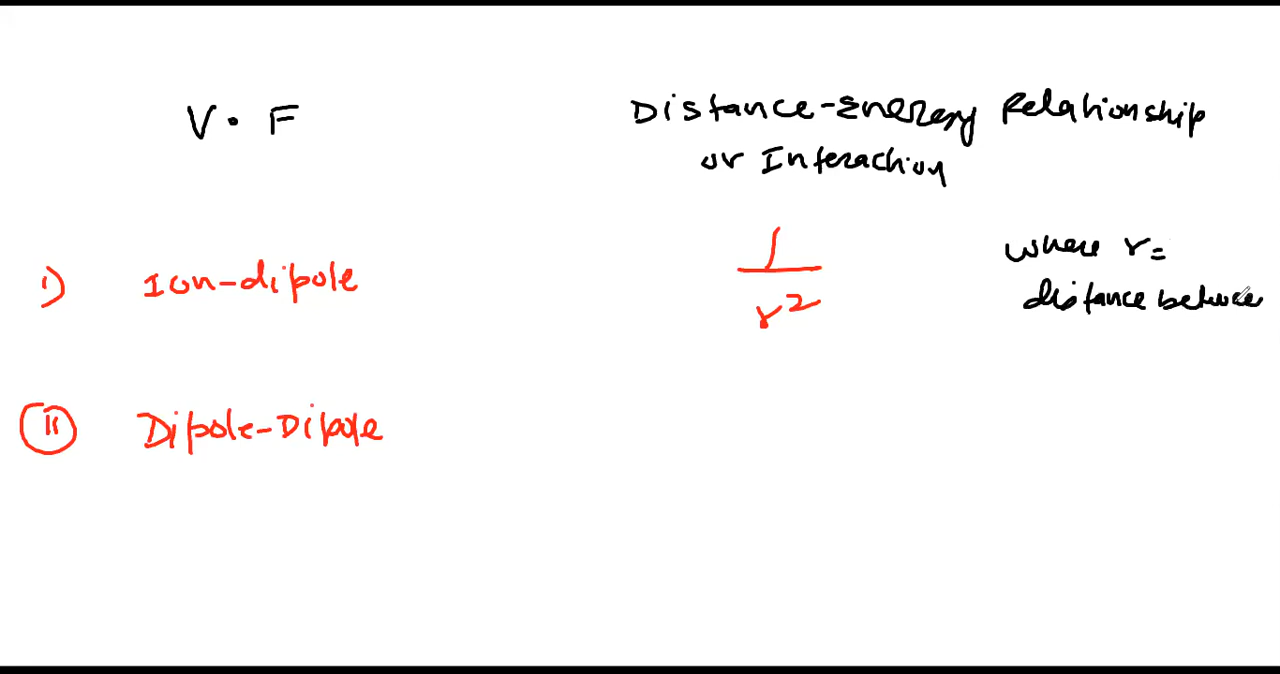 V. F
Distance-Energy Relationship
or Interaction
i) Ion-dipole
1
r2
where r=
distance between
ii Dipole-Dipole